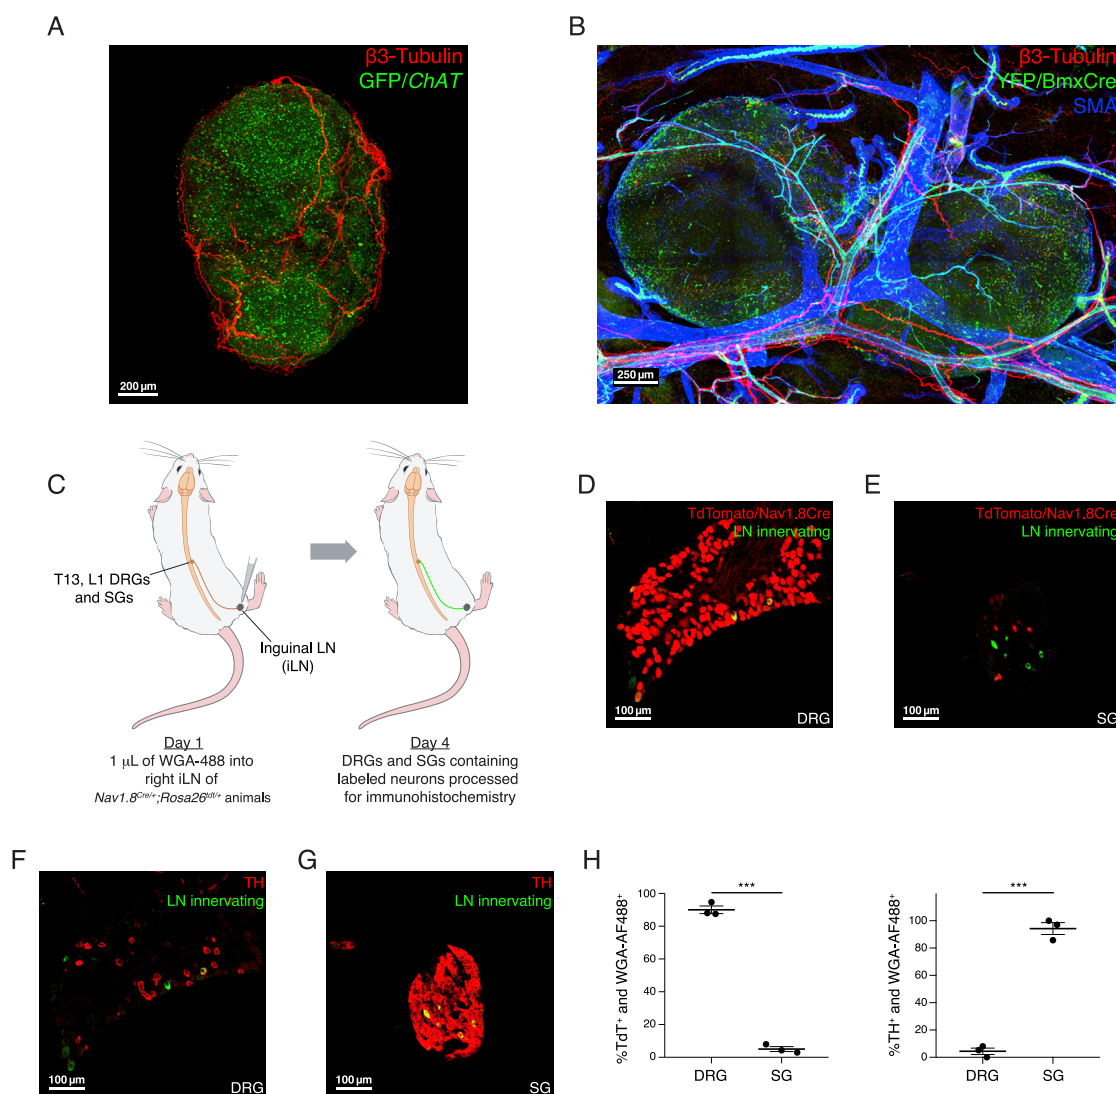 A
β3-Tubulin
GFP/ChAT
200 µm
B
β3-Tubulin
YFP/BmxCre
SMA
250 µm
C
T13, L1 DRGs
and SGs
Inguinal LN
(iLN)
Day 1
1 µL of WGA-488 into
right iLN of
Nav1.8Cre/+;Rosa26tdt/+ animals
Day 4
DRGs and SGs containing
labeled neurons processed
for immunohistochemistry
D
TdTomato/Nav1,8Cre
LN innervating
100 µm
DRG
E
TdTomato/Nav1,8Cre
LN innervating
100 µm
SG
F
TH
LN innervating
100 µm
DRG
G
TH
LN innervating
100 µm
SG
H
%TdT+ and WGA-AF488+
100
80
60
40
20
0
***
DRG
SG
%TH+ and WGA-AF488+
100
80
60
40
20
0
***
DRG
SG